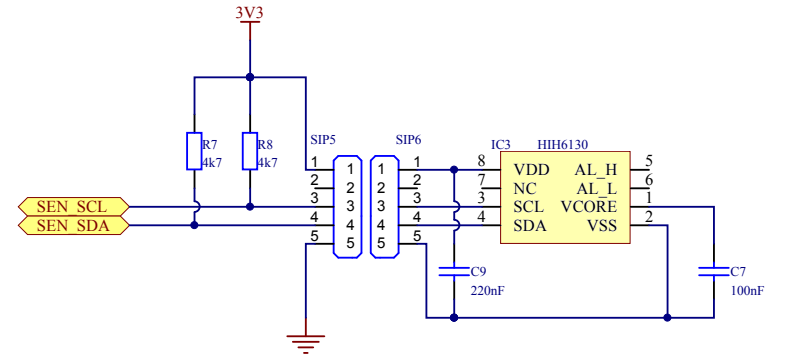 3V3
R7
4k7
R8
4k7
SIP5
SIP6
IC3
HIH6130
1
2
3
4
5
1
2
3
4
5
1
2
3
4
5
1
2
3
4
5
8
7
3
4
VDD
NC
SCL
SDA
AL_H
AL_L
VCORE
VSS
5
6
1
2
SEN_SCL
SEN_SDA
C9
220nF
C7
100nF